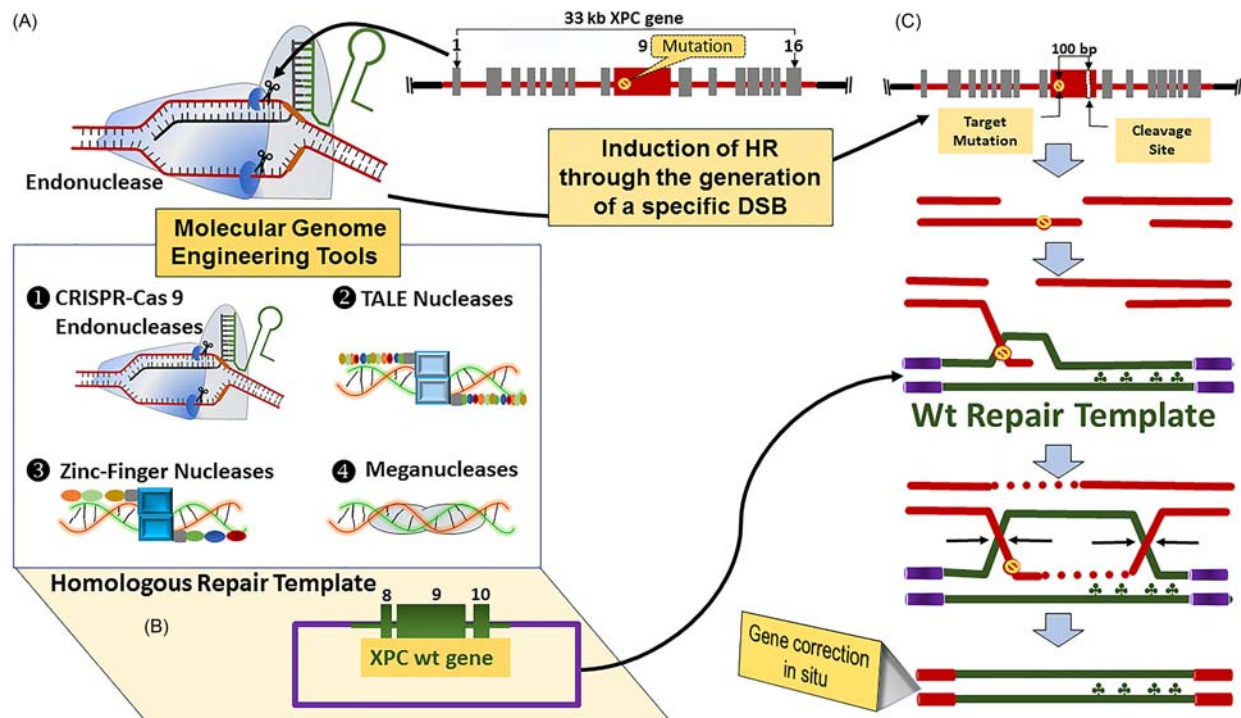 (A)
33 kb XPC gene
1
9
16
Mutation
Endonuclease
Induction of HR
through the generation
of a specific DSB
Molecular Genome
Engineering Tools
❶ CRISPR-Cas 9
Endonucleases
❷ TALE Nucleases
❸ Zinc-Finger Nucleases
❹ Meganucleases
Homologous Repair Template
(B)
8
9
10
XPC wt gene
(C)
100 bp
Target
Mutation
Cleavage
Site
Wt Repair Template
Gene correction
in situ